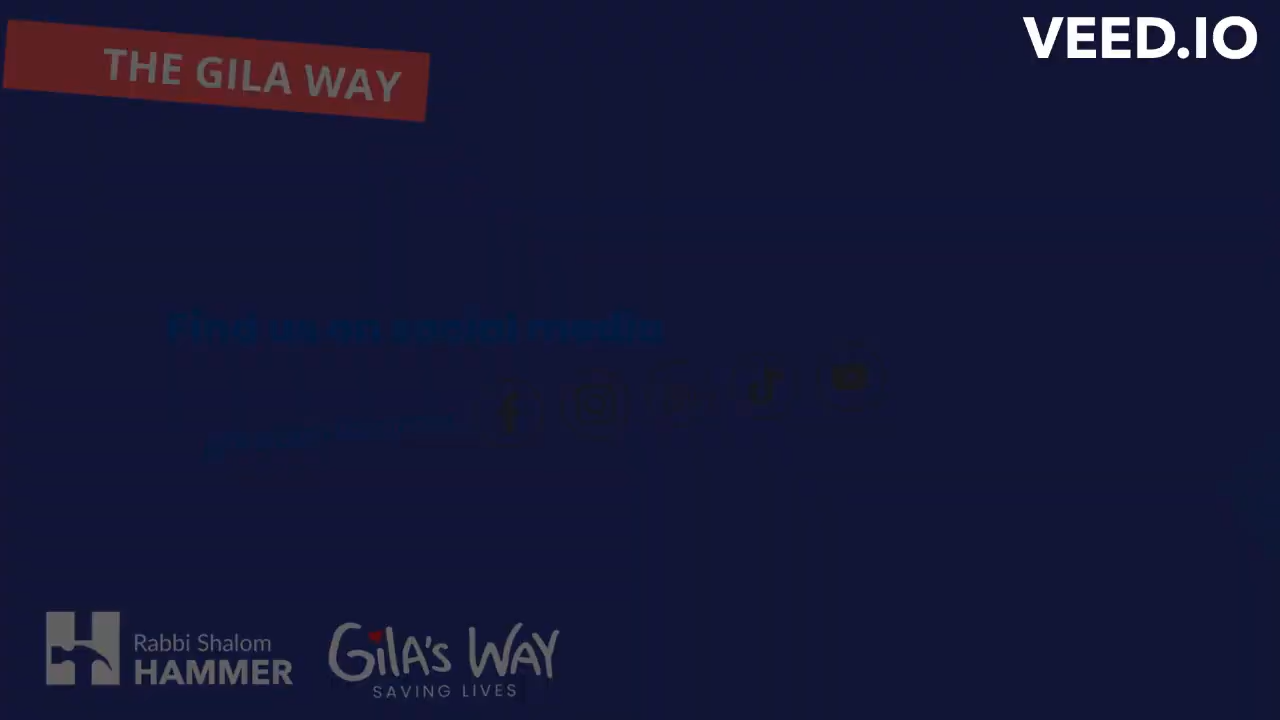 VEED.IO
THE GILA WAY
Find us on social media
Rabbi Shalom
HAMMER
GiLA'S WAY
SAVING LIVES